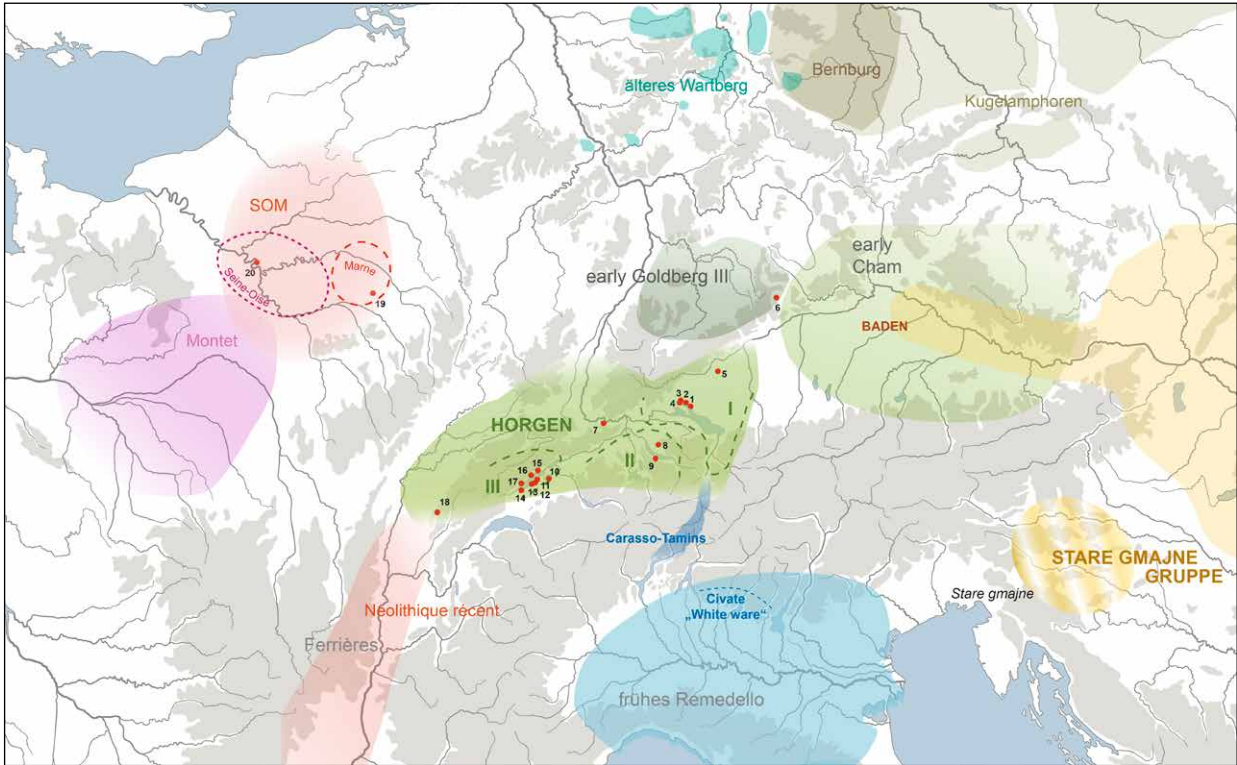 älteres Wartberg
Bernburg
Kugelamphoren
SOM
Seine-Oise
20
Marne
19
Montet
early Goldberg III
6
early
Cham
BADEN
HORGEN
5
3
2
4
1
I
7
8
9
II
15
16
10
III
17
11
13
12
14
18
Carasso-Tamins
Civate
„White ware“
STARE GMAJNE
GRUPPE
Stare gmajne
Néolithique récent
Ferrières
frühes Remedello